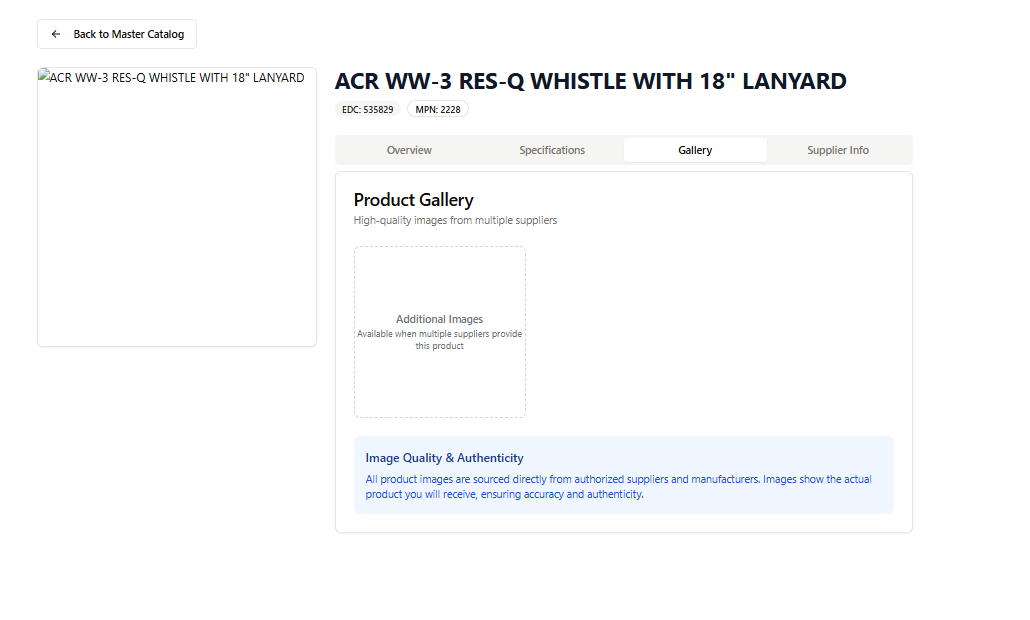 Back to Master Catalog
ACR WW-3 RES-Q WHISTLE WITH 18" LANYARD
ACR WW-3 RES-Q WHISTLE WITH 18" LANYARD
EDC: 535829
MPN: 2228
Overview
Specifications
Gallery
Supplier Info
Product Gallery
High-quality images from multiple suppliers
Additional Images
Available when multiple suppliers provide
this product
Image Quality & Authenticity
All product images are sourced directly from authorized suppliers and manufacturers. Images show the actual
product you will receive, ensuring accuracy and authenticity.